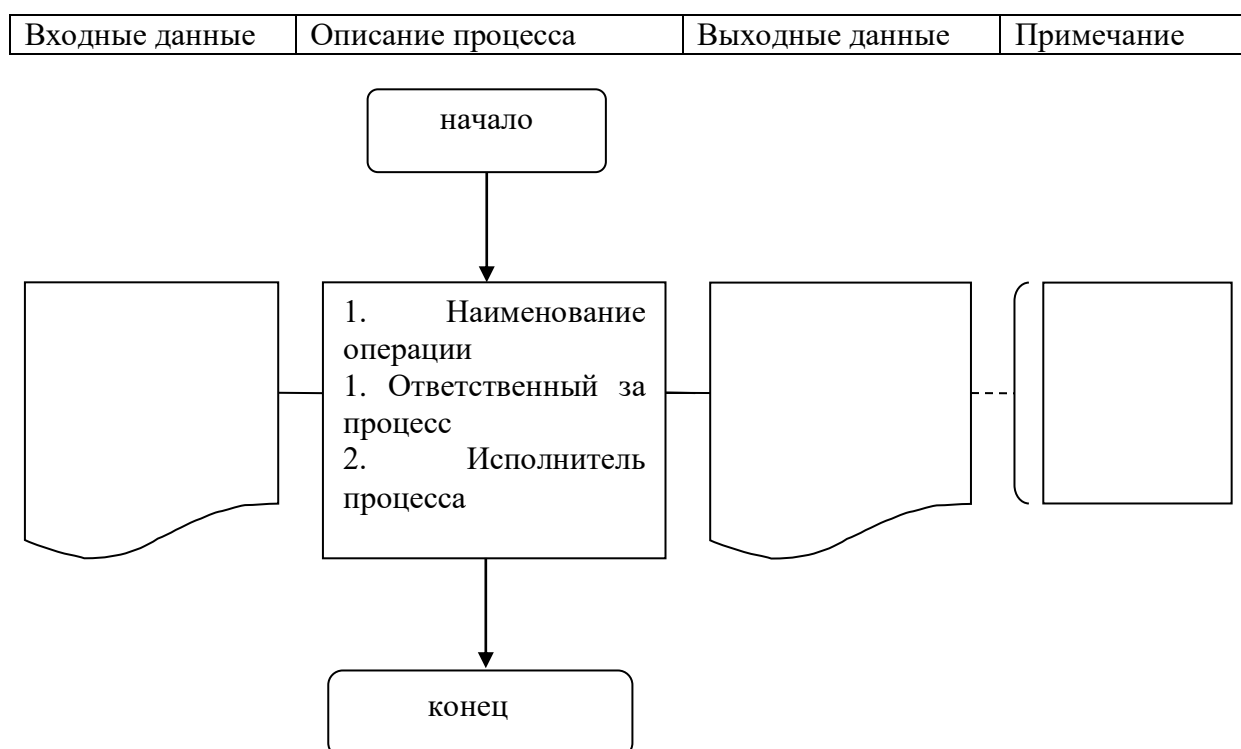 Входные данные Описание процесса Выходные данные Примечание
начало
1. Наименование
операции
1. Ответственный за
процесс
2. Исполнитель
процесса
конец